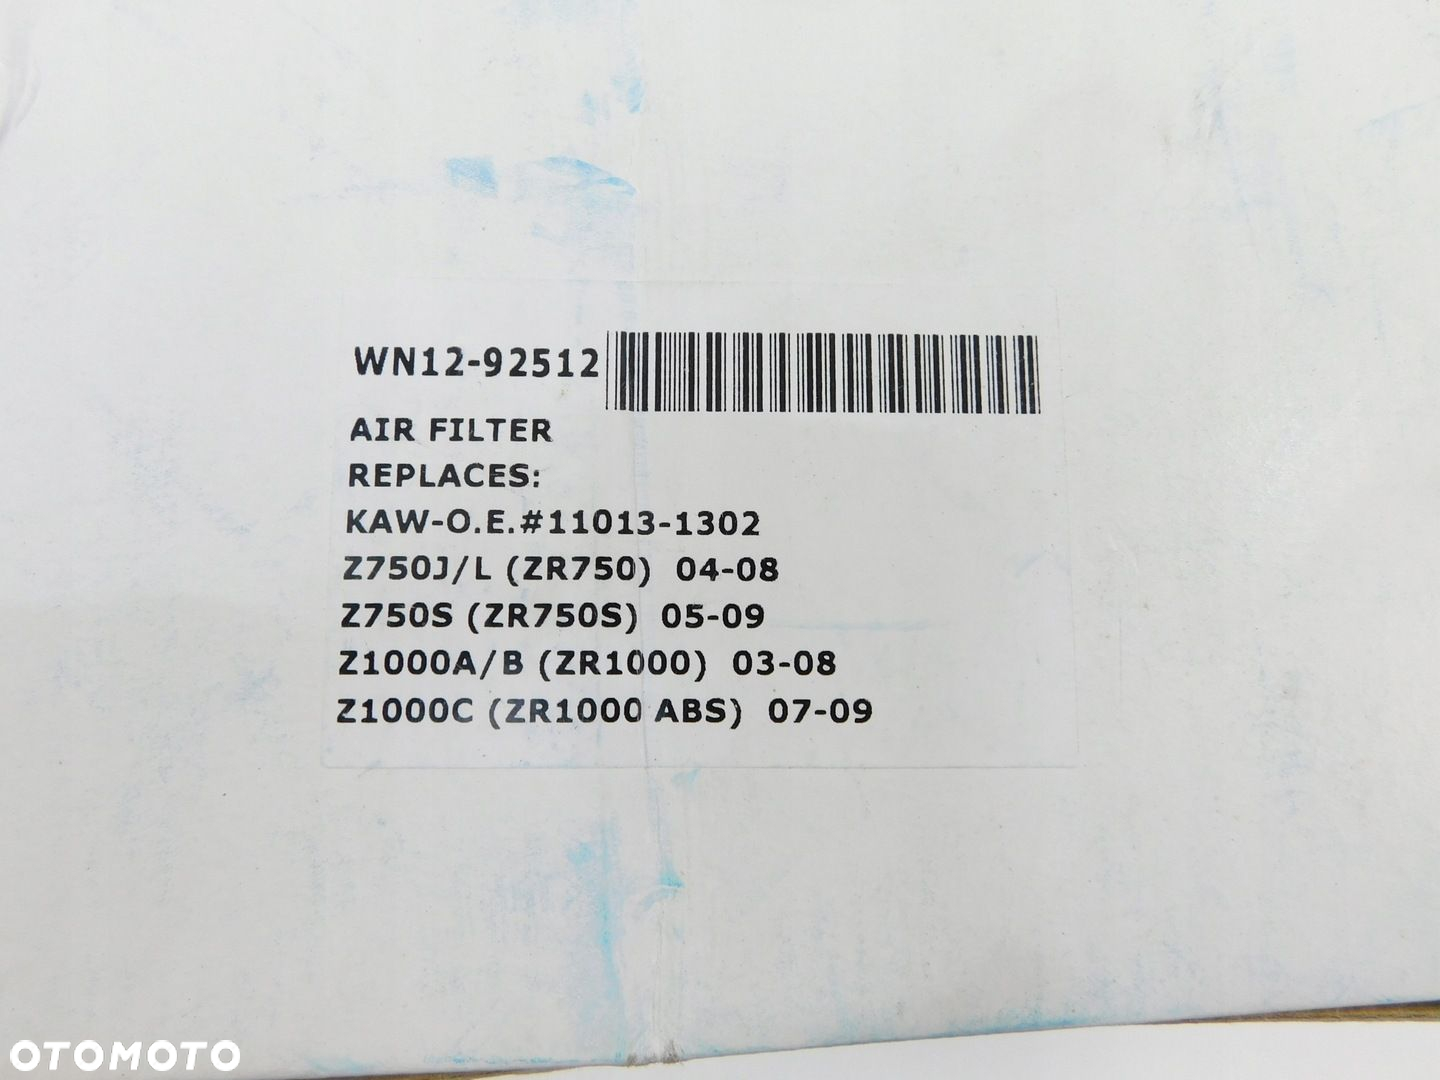 WN12-92512
AIR FILTER
REPLACES:
KAW-O.E.#11013-1302
Z750J/L (ZR750) 04-08
Z750S (ZR750S) 05-09
Z1000A/B (ZR1000) 03-08
Z1000C (ZR1000 ABS) 07-09
OTOMOTO